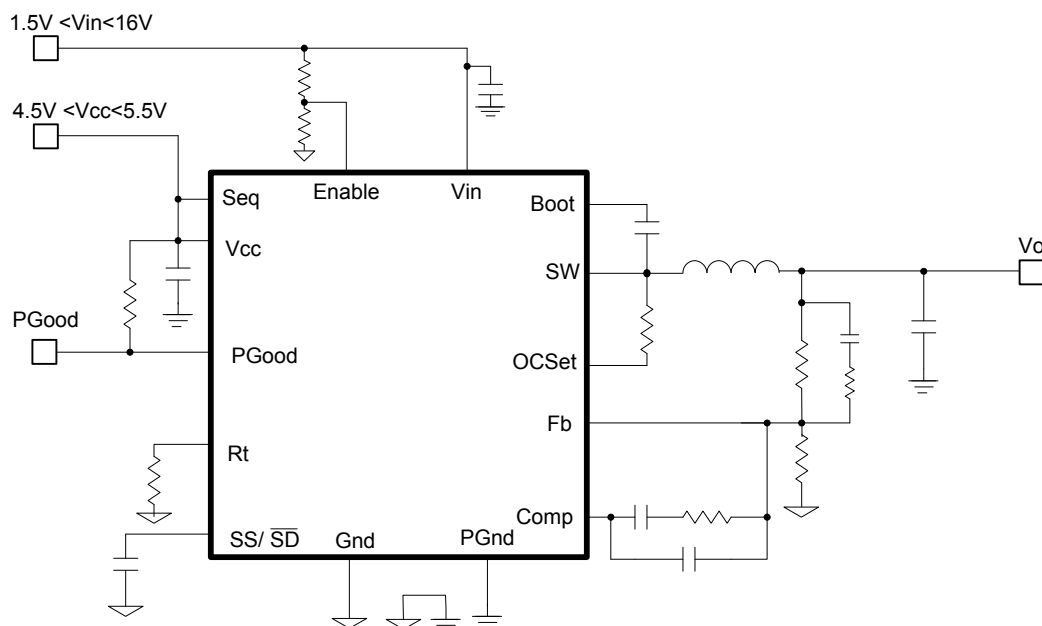 1.5V <Vin<16V
4.5V <Vcc<5.5V
Enable
Vin
Seq
Boot
Vcc
SW
Vo
PGood
PGood
OCSet
Fb
Rt
Comp
SS/ SD
Gnd
PGnd